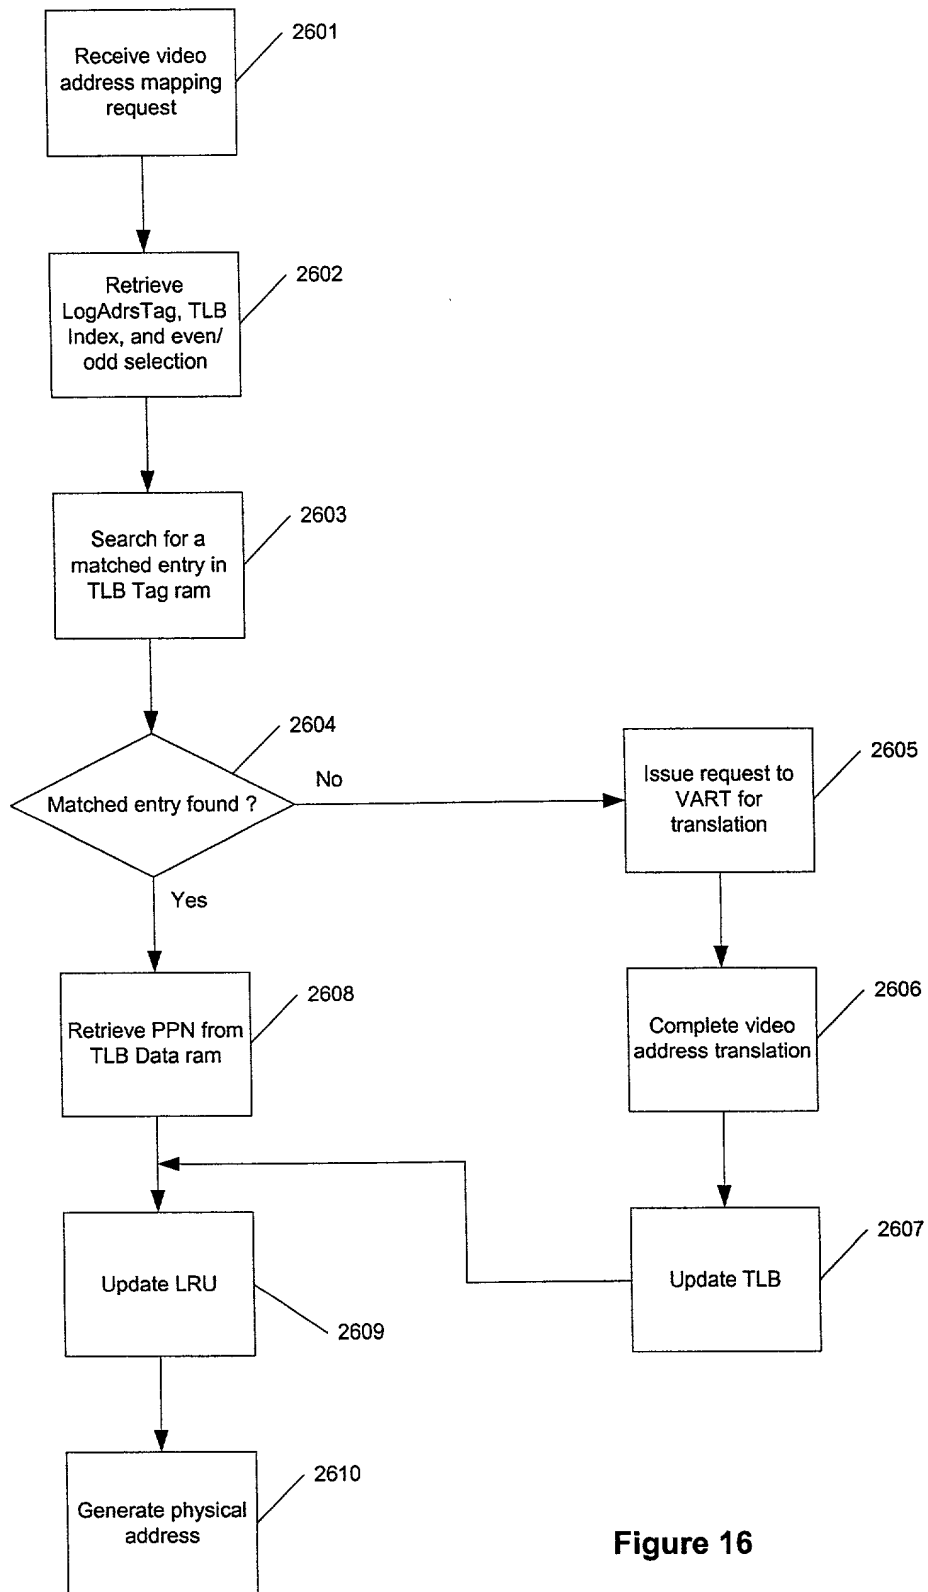 Receive video
address mapping
request
2601
Retrieve
LogAdrsTag, TLB
Index, and even/
odd selection
2602
Search for a
matched entry in
TLB Tag ram
2603
Matched entry found ?
2604
No
Yes
Issue request to
VART for
translation
2605
Complete video
address translation
2606
Update TLB
2607
Retrieve PPN from
TLB Data ram
2608
Update LRU
2609
Generate physical
address
2610
Figure 16